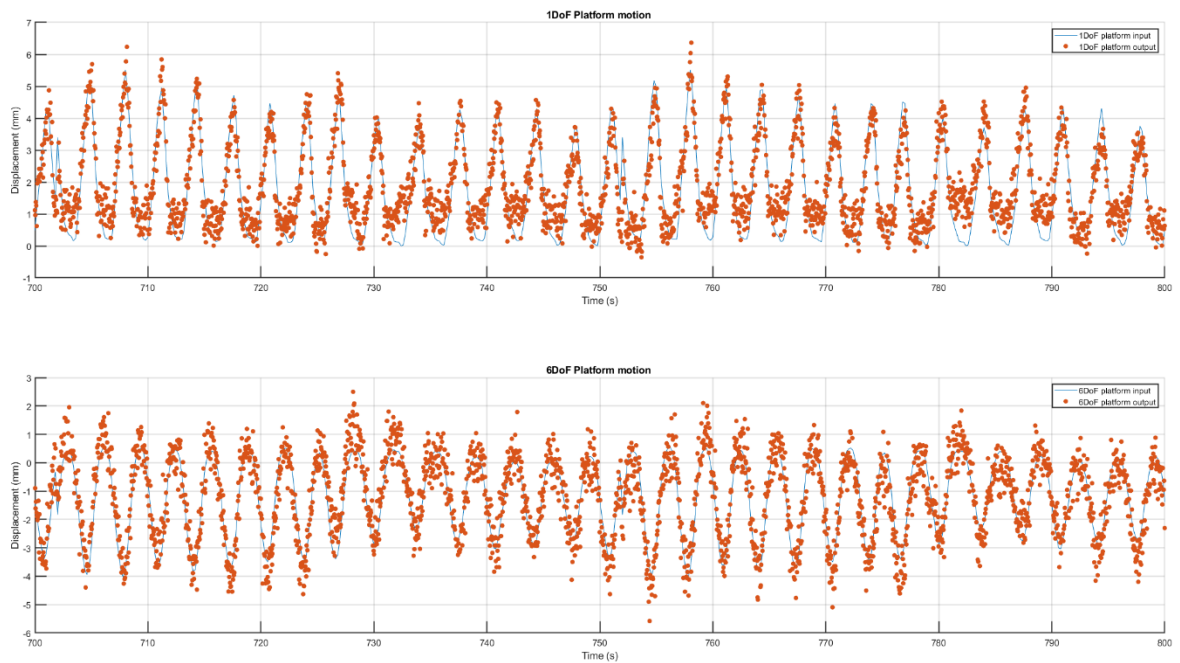 1DoF Platform motion
1DoF platform input
1DoF platform output
7
6
5
4
3
2
1
0
-1
Displacement (mm)
700 710 720 730 740 750 760 770 780 790 800
Time (s)
6DoF Platform motion
6DoF platform input
6DoF platform output
3
2
1
0
-1
-2
-3
-4
-5
-6
Displacement (mm)
700 710 720 730 740 750 760 770 780 790 800
Time (s)